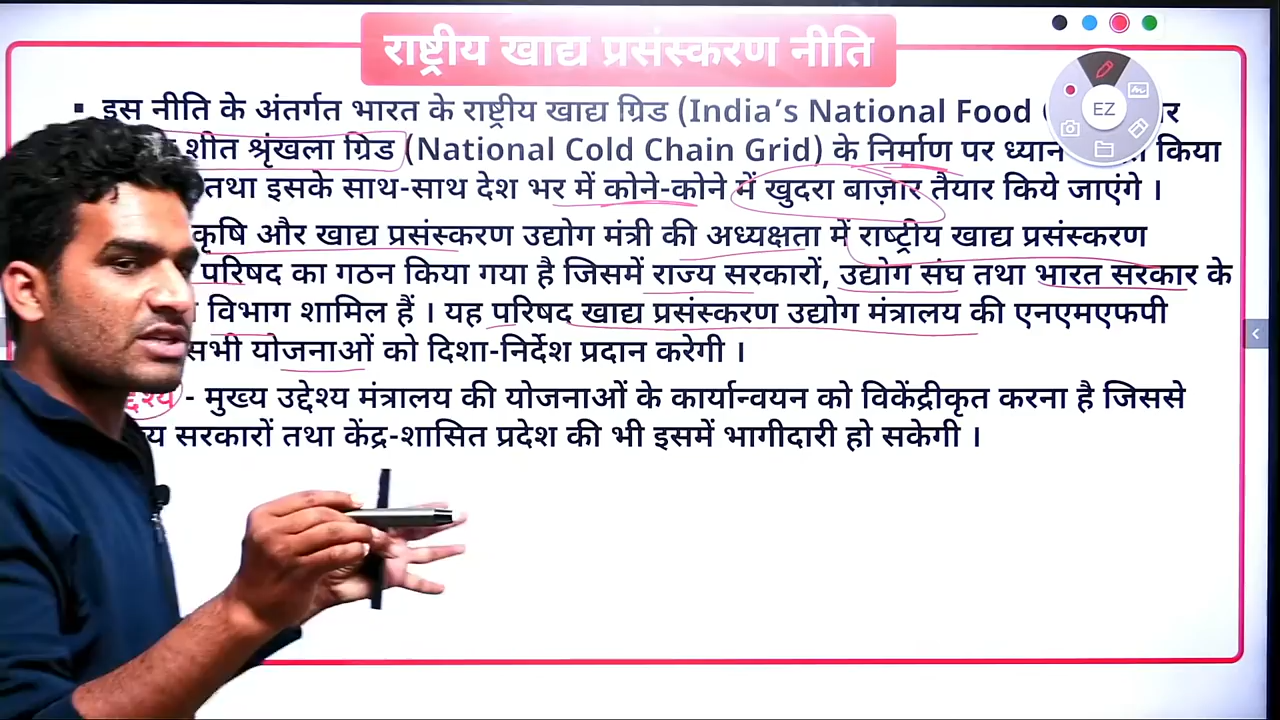 राष्ट्रीय खाद्य प्रसंस्करण नीति
▪ इस नीति के अंतर्गत भारत के राष्ट्रीय खाद्य ग्रिड (India's National Food
शीत श्रृंखला ग्रिड (National Cold Chain Grid) के निर्माण पर ध्यान किया
तथा इसके साथ-साथ देश भर में कोने-कोने में खुदरा बाज़ार तैयार किये जाएंगे ।
कृषि और खाद्य प्रसंस्करण उद्योग मंत्री की अध्यक्षता में राष्ट्रीय खाद्य प्रसंस्करण
परिषद का गठन किया गया है जिसमें राज्य सरकारों, उद्योग संघ तथा भारत सरकार के
विभाग शामिल हैं । यह परिषद खाद्य प्रसंस्करण उद्योग मंत्रालय की एनएमएफपी
सभी योजनाओं को दिशा-निर्देश प्रदान करेगी ।
- मुख्य उद्देश्य मंत्रालय की योजनाओं के कार्यान्वयन को विकेंद्रीकृत करना है जिससे
सरकारों तथा केंद्र-शासित प्रदेश की भी इसमें भागीदारी हो सकेगी ।
EZ